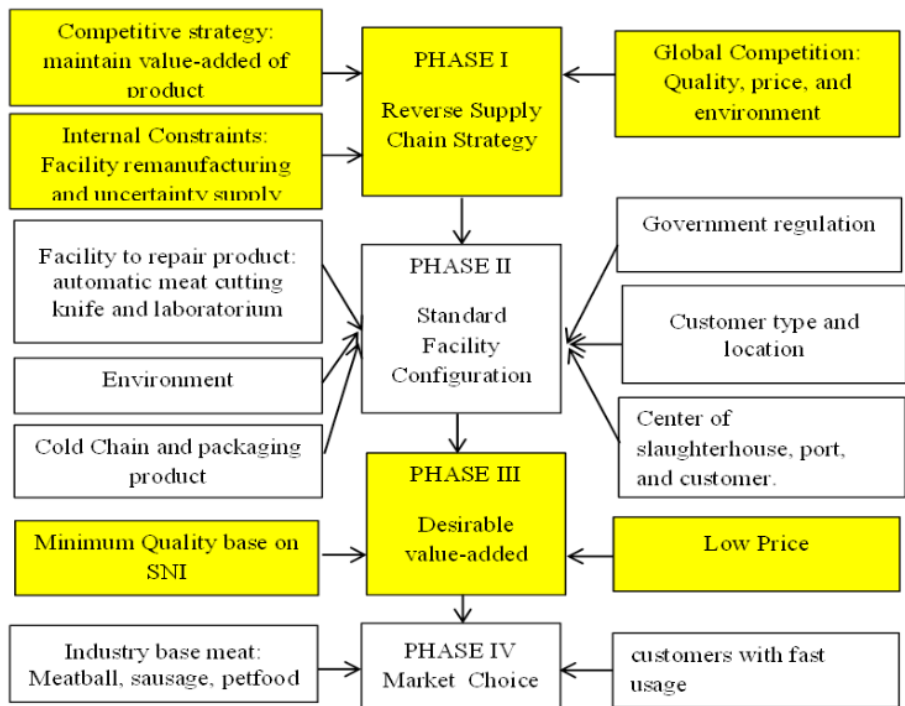 Competitive strategy:
maintain value-added of
product
Internal Constraints:
Facility remanufacturing
and uncertainty supply
PHASE I
Reverse Supply
Chain Strategy
Global Competition:
Quality, price, and
environment
Facility to repair product:
automatic meat cutting
knife and laboratorium
Environment
Cold Chain and packaging
product
PHASE II
Standard
Facility
Configuration
Government regulation
Customer type and
location
Center of
slaughterhouse, port,
and customer.
Minimum Quality base on
SNI
PHASE III
Desirable
value-added
Low Price
Industry base meat:
Meatball, sausage, petfood
PHASE IV
Market Choice
customers with fast
usage